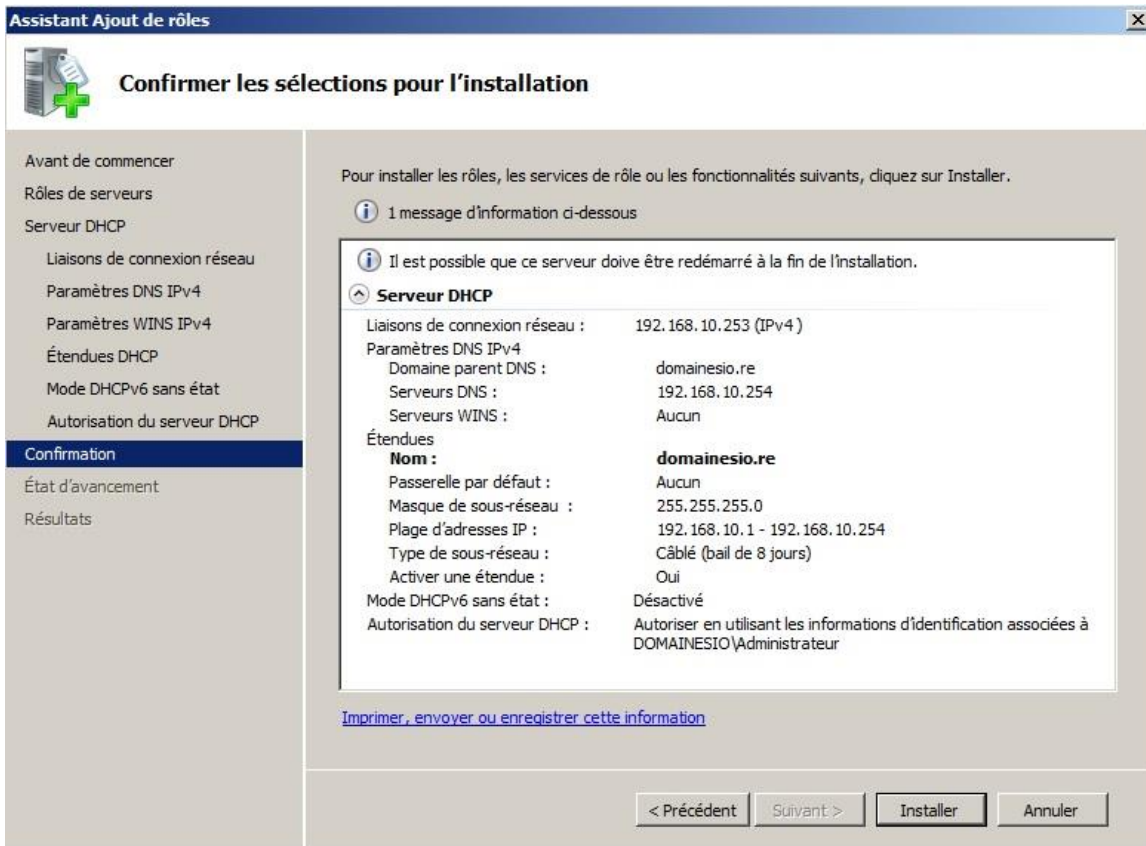 Assistant Ajout de rôles
Confirmer les sélections pour l'installation
Avant de commencer
Rôles de serveurs
Serveur DHCP
Liaisons de connexion réseau
Paramètres DNS IPv4
Paramètres WINS IPv4
Étendues DHCP
Mode DHCPv6 sans état
Autorisation du serveur DHCP
Confirmation
État d'avancement
Résultats
Pour installer les rôles, les services de rôle ou les fonctionnalités suivants, cliquez sur Installer.
1 message d'information ci-dessous
Il est possible que ce serveur doive être redémarré à la fin de l'installation.
Serveur DHCP
Liaisons de connexion réseau : 192.168.10.253 (IPv4)
Paramètres DNS IPv4
Domaine parent DNS : domainesio.re
Serveurs DNS : 192.168.10.254
Serveurs WINS : Aucun
Étendues
Nom : domainesio.re
Passerelle par défaut : Aucun
Masque de sous-réseau : 255.255.255.0
Plage d'adresses IP : 192.168.10.1 - 192.168.10.254
Type de sous-réseau : Câblé (bail de 8 jours)
Activer une étendue : Oui
Mode DHCPv6 sans état : Désactivé
Autorisation du serveur DHCP : Autoriser en utilisant les informations d'identification associées à
DOMAINESIO\Administrateur
Imprimer, envoyer ou enregistrer cette information
< Précédent Suivant > Installer Annuler